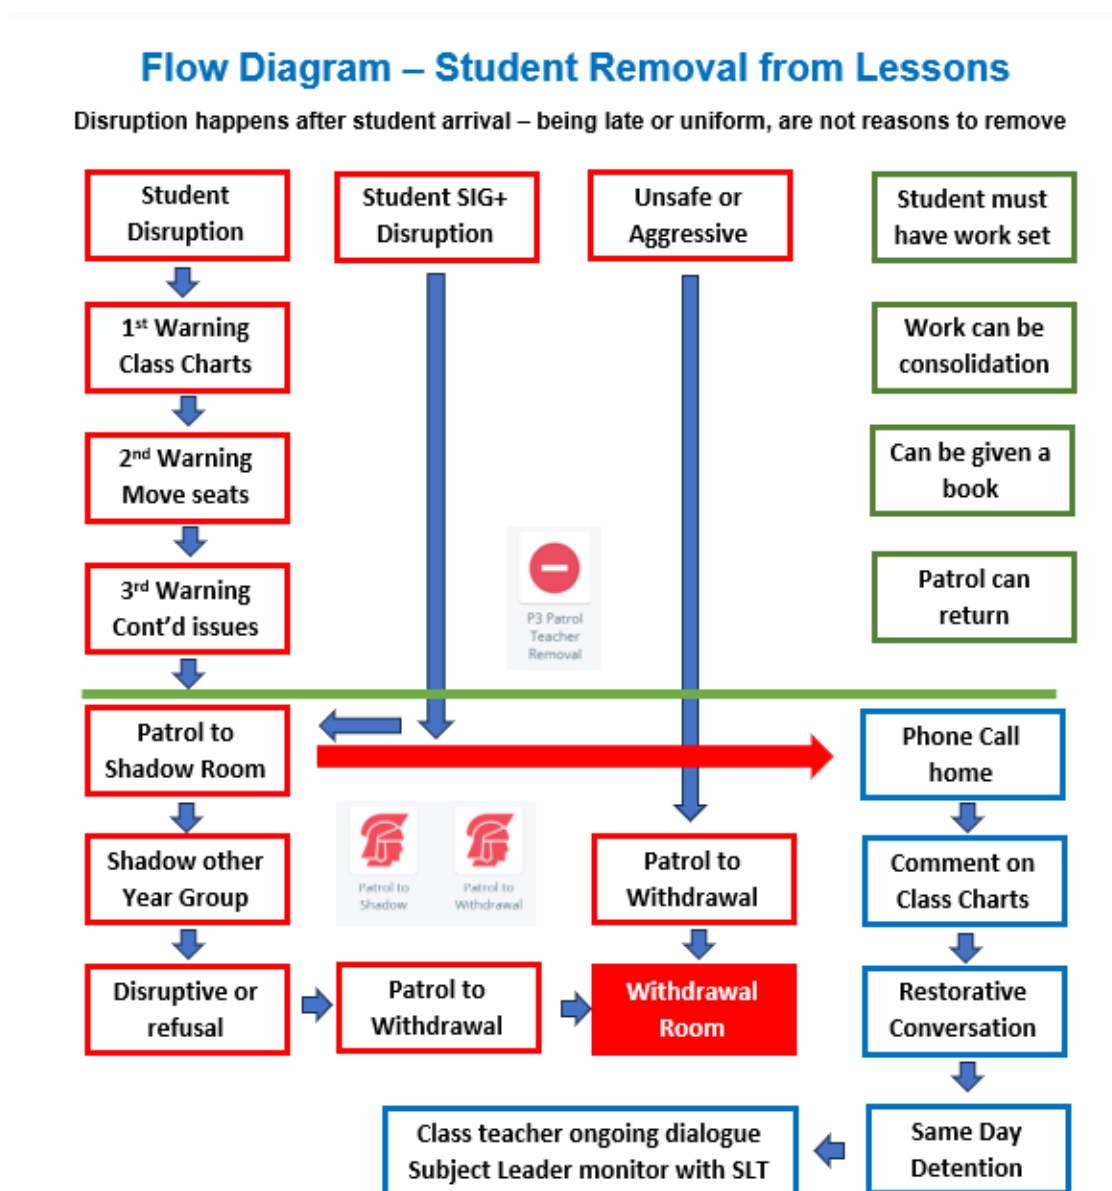 Flow Diagram – Student Removal from Lessons
Disruption happens after student arrival – being late or uniform, are not reasons to remove
Student
Disruption
Student SIG+
Disruption
Unsafe or
Aggressive
Student must
have work set
1st Warning
Class Charts
Work can be
consolidation
2nd Warning
Move seats
Can be given a
book
3rd Warning
Cont'd issues
P3 Patrol
Teacher
Removal
Patrol can
return
Patrol to
Shadow Room
Phone Call
home
Shadow other
Year Group
Patrol to
Shadow
Patrol to
Withdrawal
Patrol to
Withdrawal
Comment on
Class Charts
Disruptive or
refusal
Patrol to
Withdrawal
Withdrawal
Room
Restorative
Conversation
Class teacher ongoing dialogue
Subject Leader monitor with SLT
Same Day
Detention